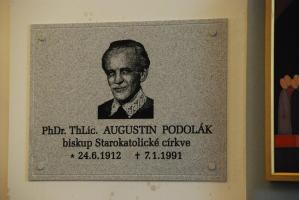 PhDr. ThLic. AUGUSTIN PODOLÁK
biskup Starokatolické církve
* 24.6.1912 † 7.1.1991